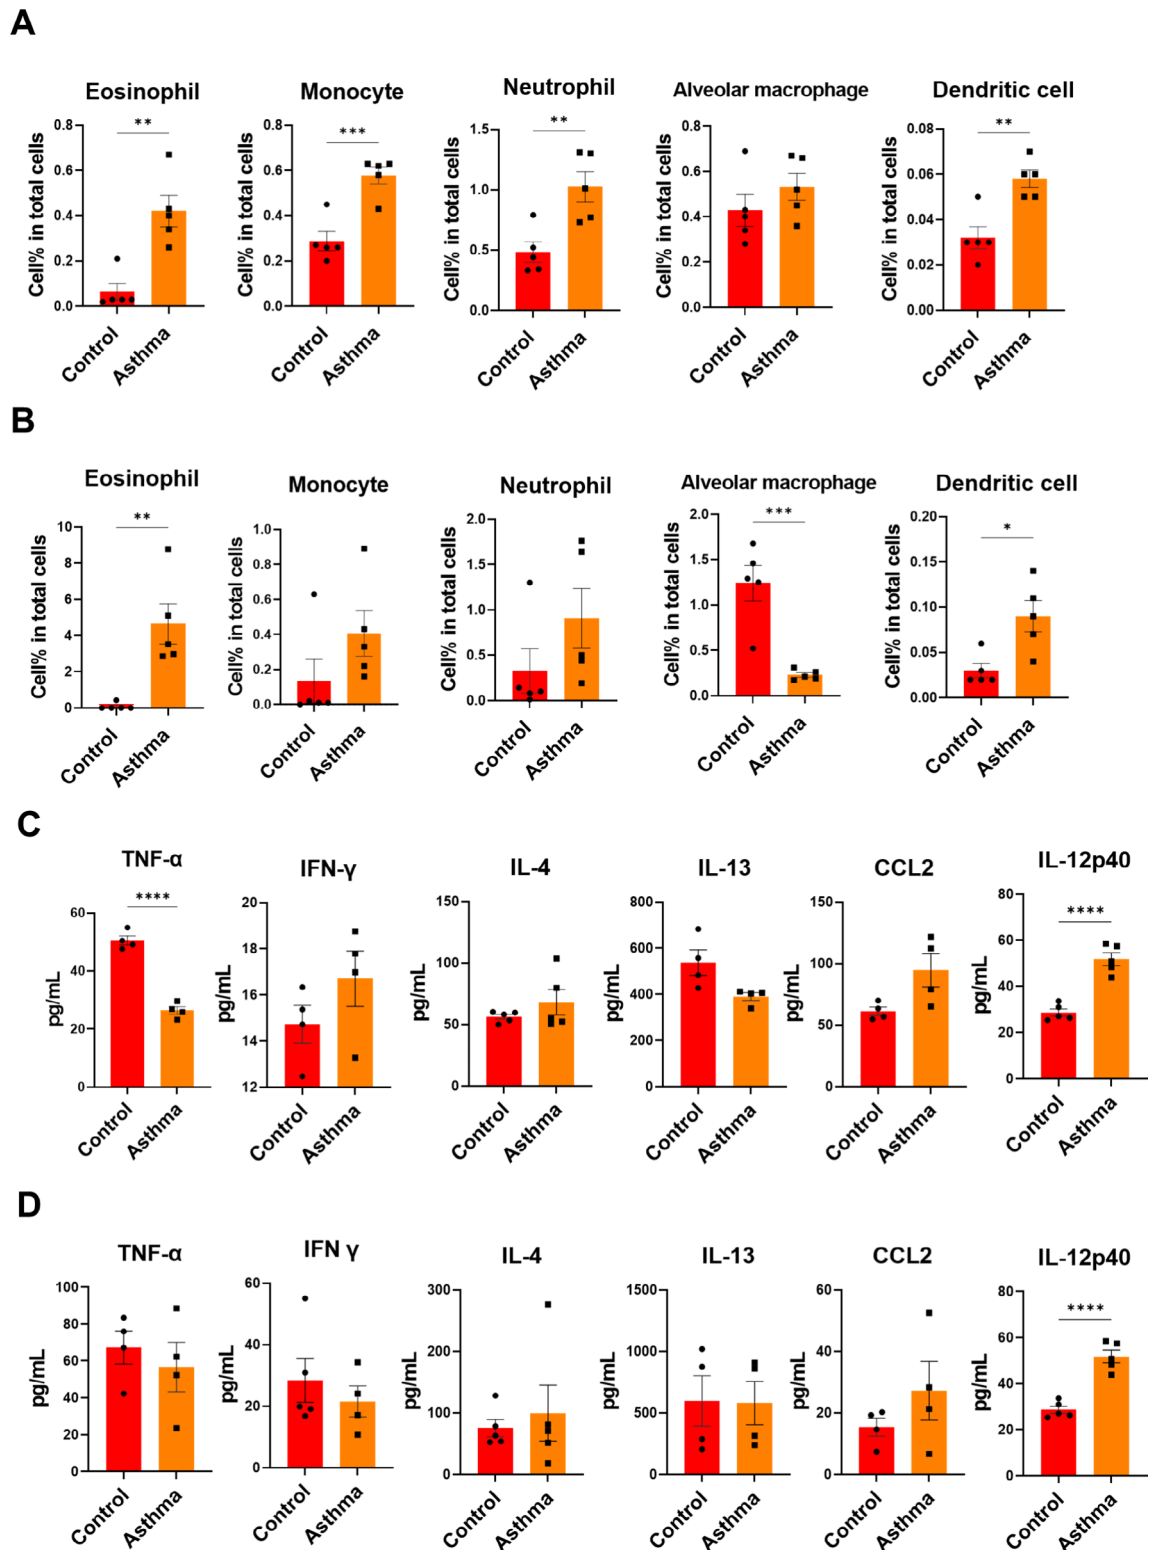 A
Eosinophil
Monocyte
Neutrophil
Alveolar macrophage
Dendritic cell
**
***
**
**
Cell% in total cells
0.8
0.6
0.4
0.2
0.0
Cell% in total cells
0.8
0.6
0.4
0.2
0.0
Cell% in total cells
1.5
1.0
0.5
0.0
Cell% in total cells
0.8
0.6
0.4
0.2
0.0
Cell% in total cells
0.08
0.06
0.04
0.02
0.00
Control Asthma
Control Asthma
Control Asthma
Control Asthma
Control Asthma
B
Eosinophil
Monocyte
Neutrophil
Alveolar macrophage
Dendritic cell
**
***
*
Cell% in total cells
10
8
6
4
2
0
Cell% in total cells
1.0
0.8
0.6
0.4
0.2
0.0
Cell% in total cells
2.0
1.5
1.0
0.5
0.0
Cell% in total cells
2.0
1.5
1.0
0.5
0.0
Cell% in total cells
0.20
0.15
0.10
0.05
0.00
Control Asthma
Control Asthma
Control Asthma
Control Asthma
Control Asthma
C
TNF-α
IFN-γ
IL-4
IL-13
CCL2
IL-12p40
****
****
pg/mL
60
40
20
0
pg/mL
20
18
16
14
12
pg/mL
150
100
50
0
pg/mL
800
600
400
200
0
pg/mL
150
100
50
0
pg/mL
80
60
40
20
0
Control Asthma
Control Asthma
Control Asthma
Control Asthma
Control Asthma
Control Asthma
D
TNF-α
IFN γ
IL-4
IL-13
CCL2
IL-12p40
****
pg/mL
100
80
60
40
20
0
pg/mL
60
40
20
0
pg/mL
300
200
100
0
pg/mL
1500
1000
500
0
pg/mL
60
40
20
0
pg/mL
80
60
40
20
0
Control Asthma
Control Asthma
Control Asthma
Control Asthma
Control Asthma
Control Asthma